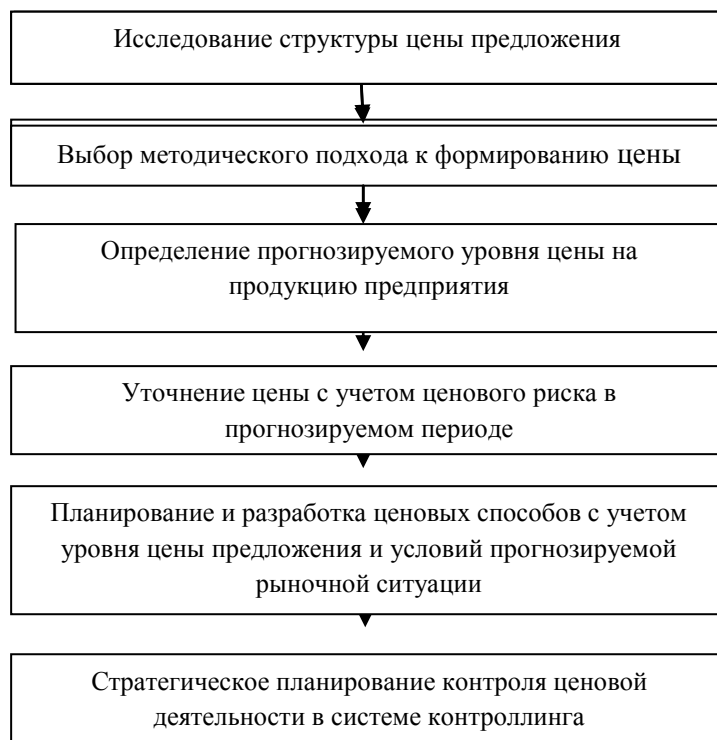 Исследование структуры цены предложения
Выбор методического подхода к формированию цены
Определение прогнозируемого уровня цены на
продукцию предприятия
Уточнение цены с учетом ценового риска в
прогнозируемом периоде
Планирование и разработка ценовых способов с учетом
уровня цены предложения и условий прогнозируемой
рыночной ситуации
Стратегическое планирование контроля ценовой
деятельности в системе контроллинга